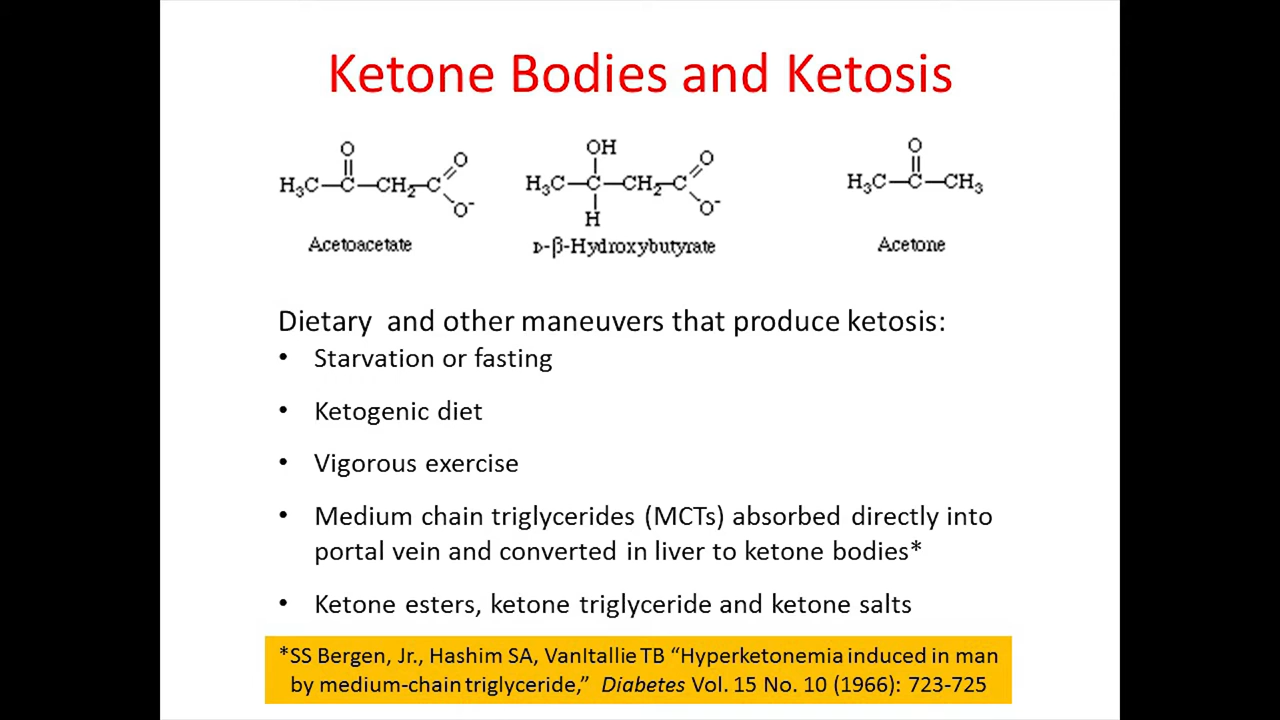 Ketone Bodies and Ketosis
O
H₃C—C—CH₂—C
O
O⁻
Acetoacetate
OH
H₃C—C—CH₂—C
O
O⁻
H
D-β-Hydroxybutyrate
O
H₃C—C—CH₃
Acetone
Dietary and other maneuvers that produce ketosis:
• Starvation or fasting
• Ketogenic diet
• Vigorous exercise
• Medium chain triglycerides (MCTs) absorbed directly into
portal vein and converted in liver to ketone bodies*
• Ketone esters, ketone triglyceride and ketone salts
*SS Bergen, Jr., Hashim SA, VanItallie TB “Hyperketonemia induced in man
by medium-chain triglyceride,” Diabetes Vol. 15 No. 10 (1966): 723-725